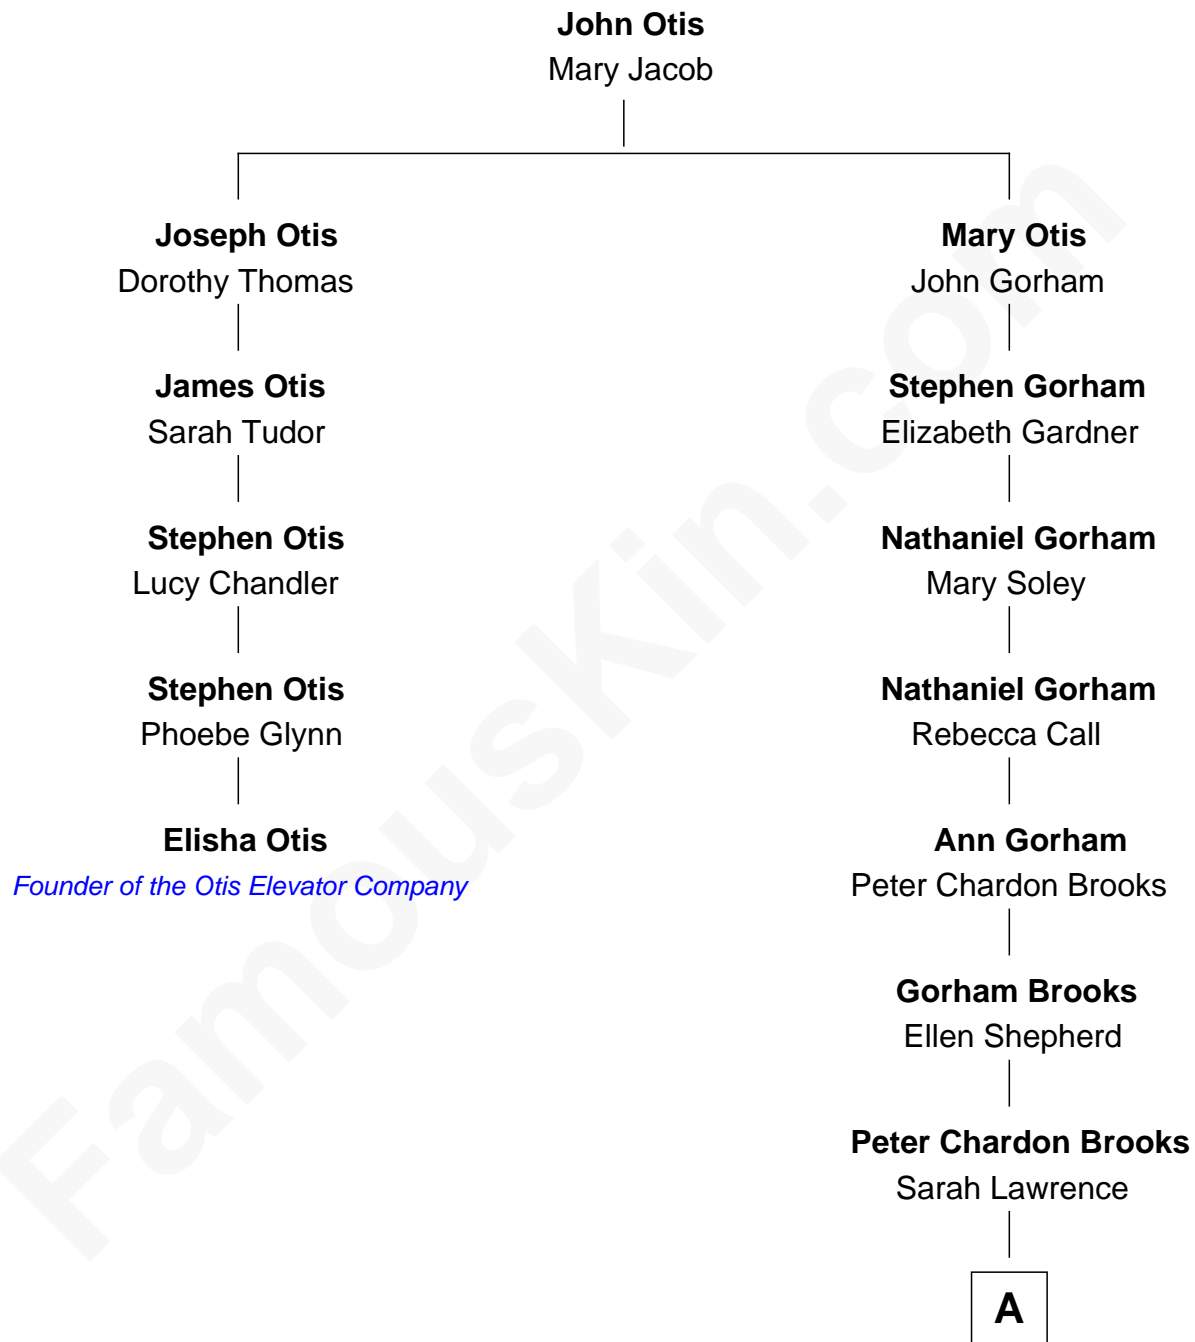 John Otis
Mary Jacob
Joseph Otis
Dorothy Thomas
James Otis
Sarah Tudor
Stephen Otis
Lucy Chandler
Stephen Otis
Phoebe Glynn
Elisha Otis
Founder of the Otis Elevator Company
Mary Otis
John Gorham
Stephen Gorham
Elizabeth Gardner
Nathaniel Gorham
Mary Soley
Nathaniel Gorham
Rebecca Call
Ann Gorham
Peter Chardon Brooks
Gorham Brooks
Ellen Shepherd
Peter Chardon Brooks
Sarah Lawrence
A
FamousKin.com